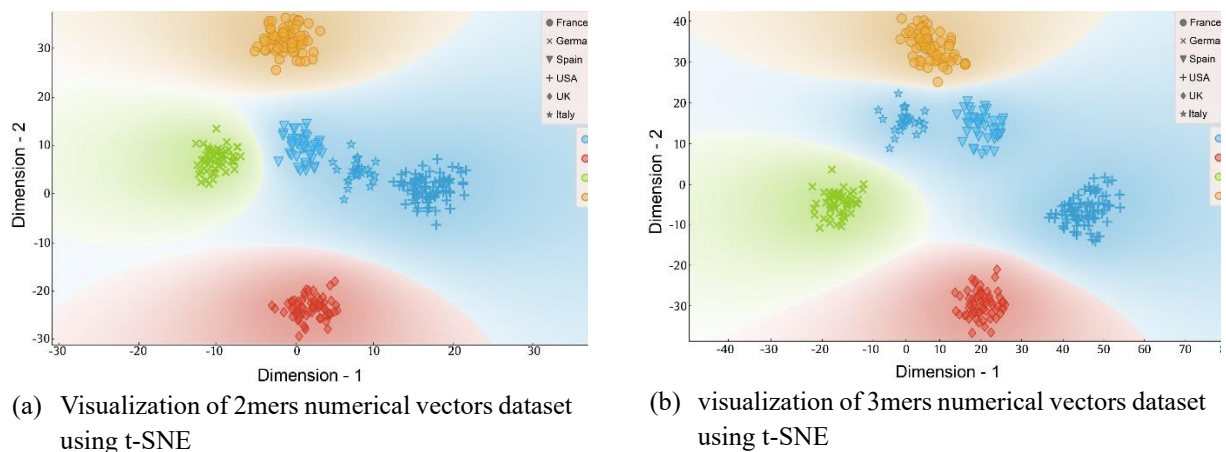 30
20
10
0
-10
-20
-30
Dimension - 2
-30
-20
-10
0
10
20
30
Dimension - 1
France
Germa
Spain
USA
UK
Italy
(a) Visualization of 2mers numerical vectors dataset
using t-SNE
40
30
20
10
0
-10
-20
-30
Dimension - 2
-40
-30
-20
-10
0
10
20
30
40
50
60
70
Dimension - 1
France
Germa
Spain
USA
UK
Italy
(b) visualization of 3mers numerical vectors dataset
using t-SNE